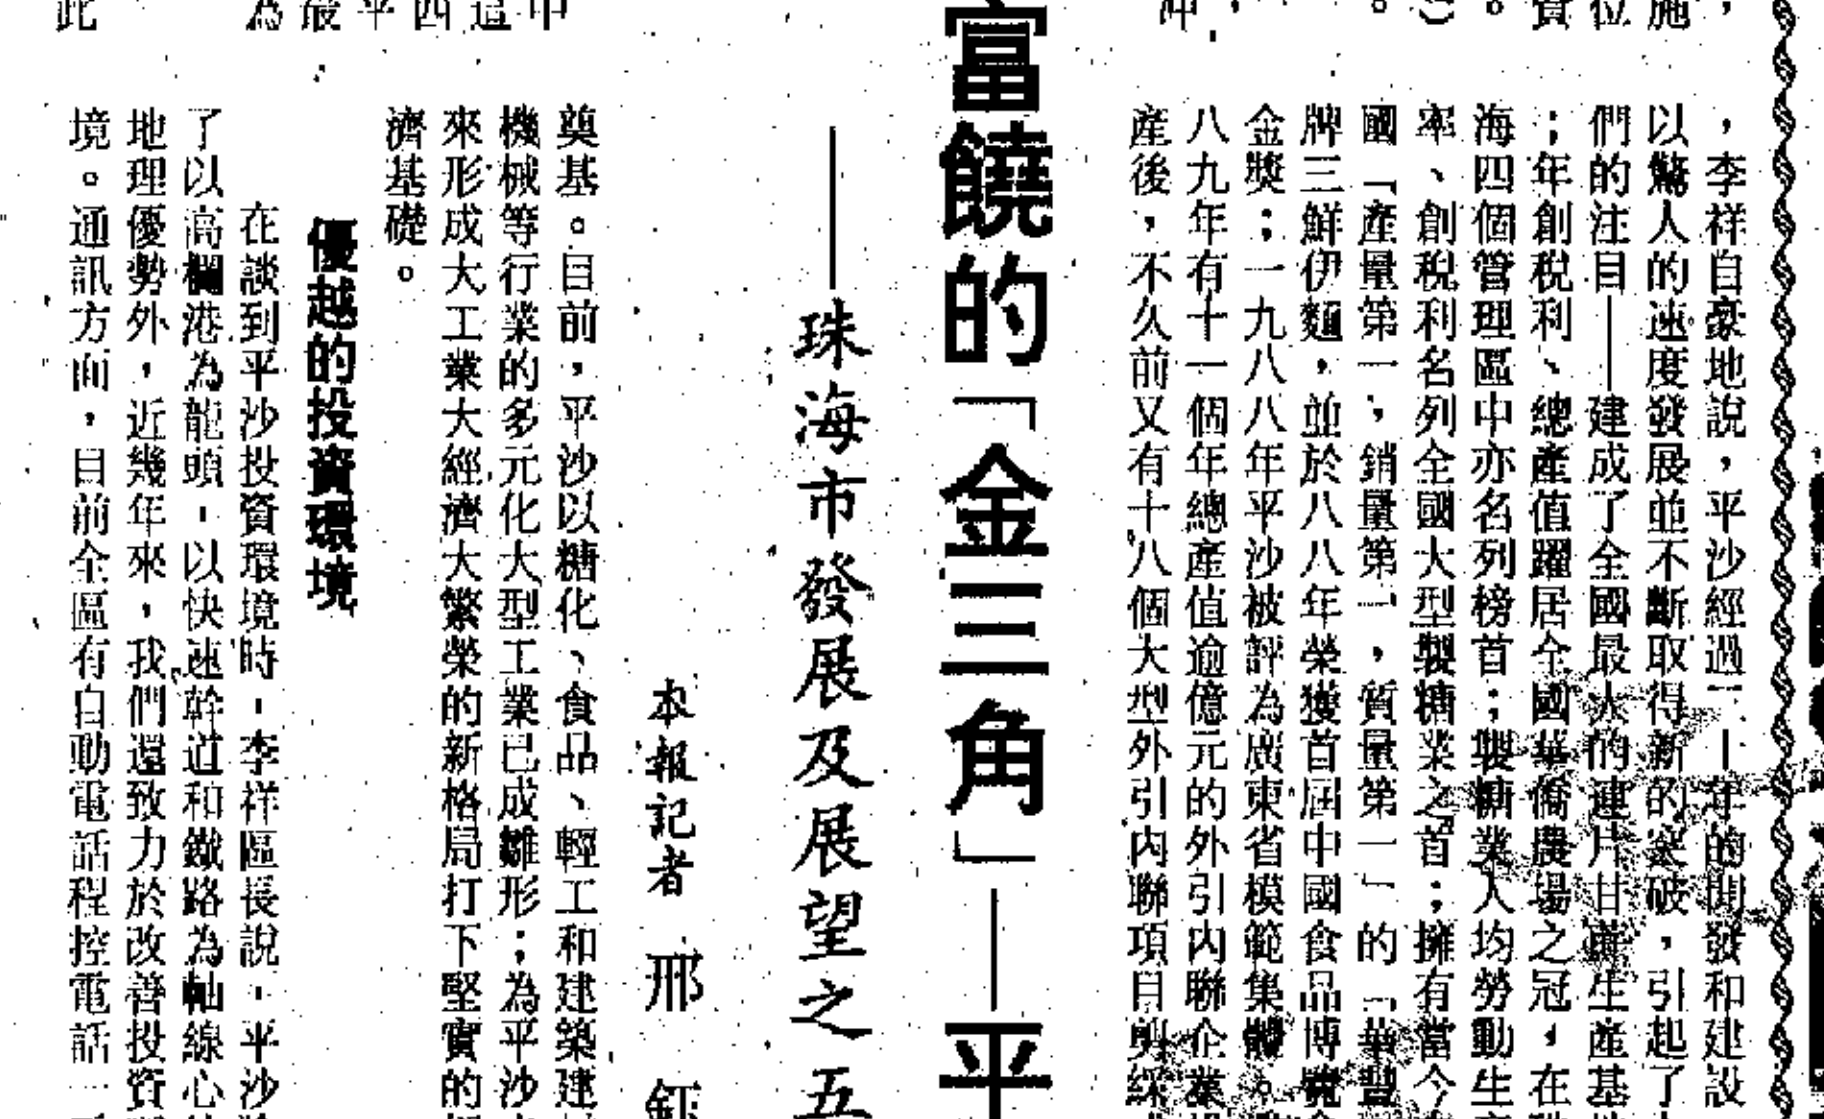 ，李祥自豪地說，平沙經過二十年的開發和建設
以驚人的速度發展並不斷取得新的突破，引起了
們的注目——建成了全國最大的連片甘蔗生產基
；年創稅利、總產值躍居全國華僑農場之冠，在
海四個管理區中亦名列榜首；製糖業人均勞動生
率、創稅利名列全國大型製糖業之首；擁有當今
國「產量第一，銷量第一，質量第一」的「華豐
牌三鮮伊麵，並於八八年榮獲首屆中國食品博覽
金獎；一九八八年平沙被評為廣東省模範集體。
八九年有十一個年總產值逾億元的外引內聯企業
產後，不久前又有十八個大型外引內聯項目剪綵
富饒的「金三角」——平
——珠海市發展及展望之五
本報記者 邢
奠基。目前，平沙以糖化、食品、輕工和建築建
機械等行業的多元化大型工業已成雛形；為平沙
來形成大工業大經濟大繁榮的新格局打下堅實的
濟基礎。
優越的投資環境
在談到平沙投資環境時，李祥區長說，平沙
了以高欄港為龍頭，以快速幹道和鐵路為軸線心
地理優勢外，近幾年來，我們還致力於改善投資
境。通訊方面，目前全區有自動電話程控電話一